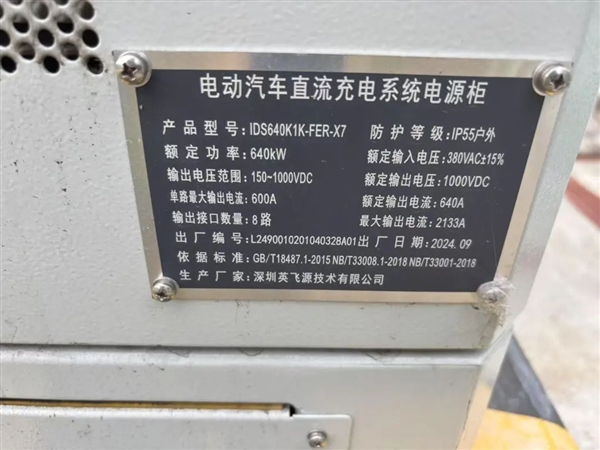 电动汽车直流充电系统电源柜
产品型号:IDS640K1K-FER-X7 防护等级:IP55户外
额定功率:640kW 额定输入电压:380VAC±15%
输出电压范围:150~1000VDC 额定输出电压:1000VDC
单路最大输出电流:600A 额定输出电流:640A
输出接口数量:8路 最大输出电流:2133A
出厂编号:L2490010201040328A01 出厂日期:2024.09
依据标准:GB/T18487.1-2015 NB/T33008.1-2018 NB/T33001-2018
生产厂家:深圳英飞源技术有限公司